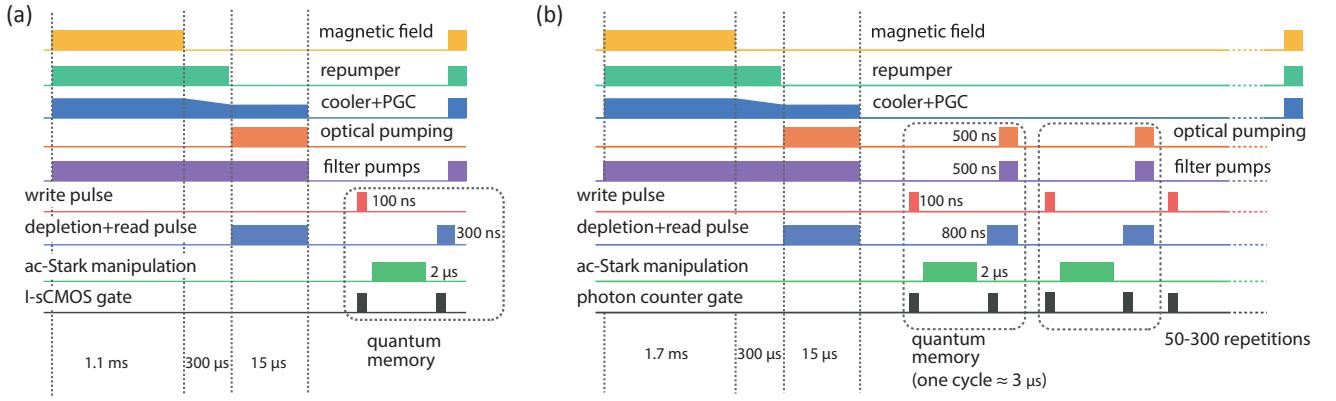 (a)
magnetic field
repumper
cooler+PGC
optical pumping
filter pumps
write pulse
100 ns
depletion+read pulse
300 ns
ac-Stark manipulation
2 µs
I-sCMOS gate
quantum
memory
1.1 ms
300 µs
15 µs
(b)
magnetic field
repumper
cooler+PGC
500 ns
optical pumping
500 ns
filter pumps
write pulse
100 ns
depletion+read pulse
800 ns
ac-Stark manipulation
2 µs
photon counter gate
quantum
memory
(one cycle ≈ 3 µs)
50-300 repetitions
1.7 ms
300 µs
15 µs